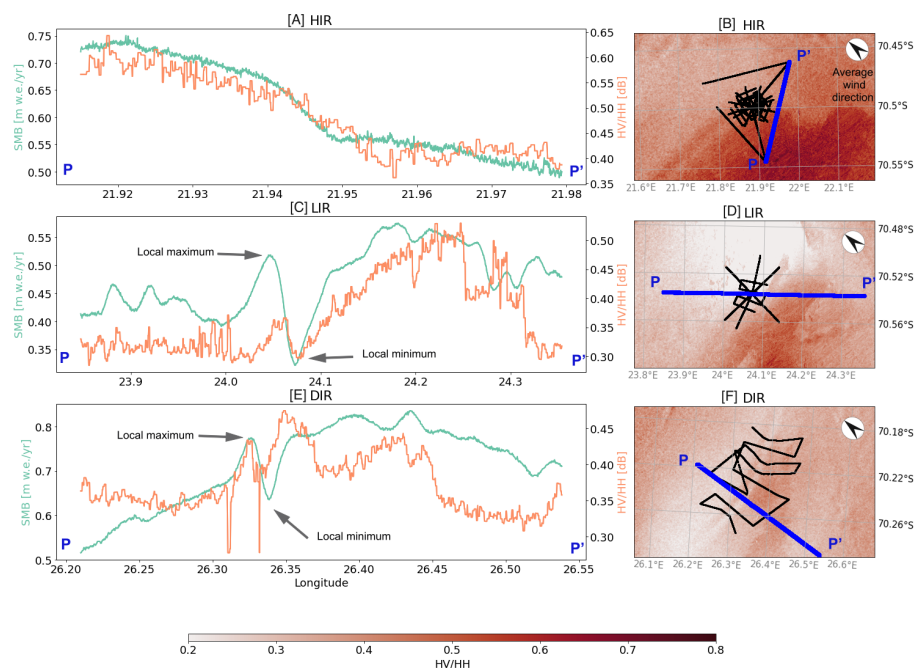 [A] HIR
0.75
0.70
0.65
0.60
0.55
0.50
SMB [m w.e./yr]
0.65
0.60
0.55
0.50
0.45
0.40
0.35
HV/HH [dB]
P
P'
21.92
21.93
21.94
21.95
21.96
21.97
21.98
[B] HIR
P'
P
Average
wind
direction
70.45°S
70.5°S
70.55°S
21.6°E
21.7°E
21.8°E
21.9°E
22°E
22.1°E
[C] LIR
0.55
0.50
0.45
0.40
0.35
SMB [m w.e./yr]
Local maximum
Local minimum
0.50
0.45
0.40
0.35
0.30
HV/HH [dB]
P
P'
23.9
24.0
24.1
24.2
24.3
[D] LIR
P
P'
70.48°S
70.52°S
70.56°S
23.8°E
23.9°E
24°E
24.1°E
24.2°E
24.3°E
[E] DIR
0.8
0.7
0.6
0.5
SMB [m w.e./yr]
Local maximum
Local minimum
0.45
0.40
0.35
0.30
HV/HH [dB]
P
P'
26.20
26.25
26.30
26.35
26.40
26.45
26.50
26.55
Longitude
[F] DIR
P
P'
70.18°S
70.22°S
70.26°S
26.1°E
26.2°E
26.3°E
26.4°E
26.5°E
26.6°E
0.2
0.3
0.4
0.5
0.6
0.7
0.8
HV/HH